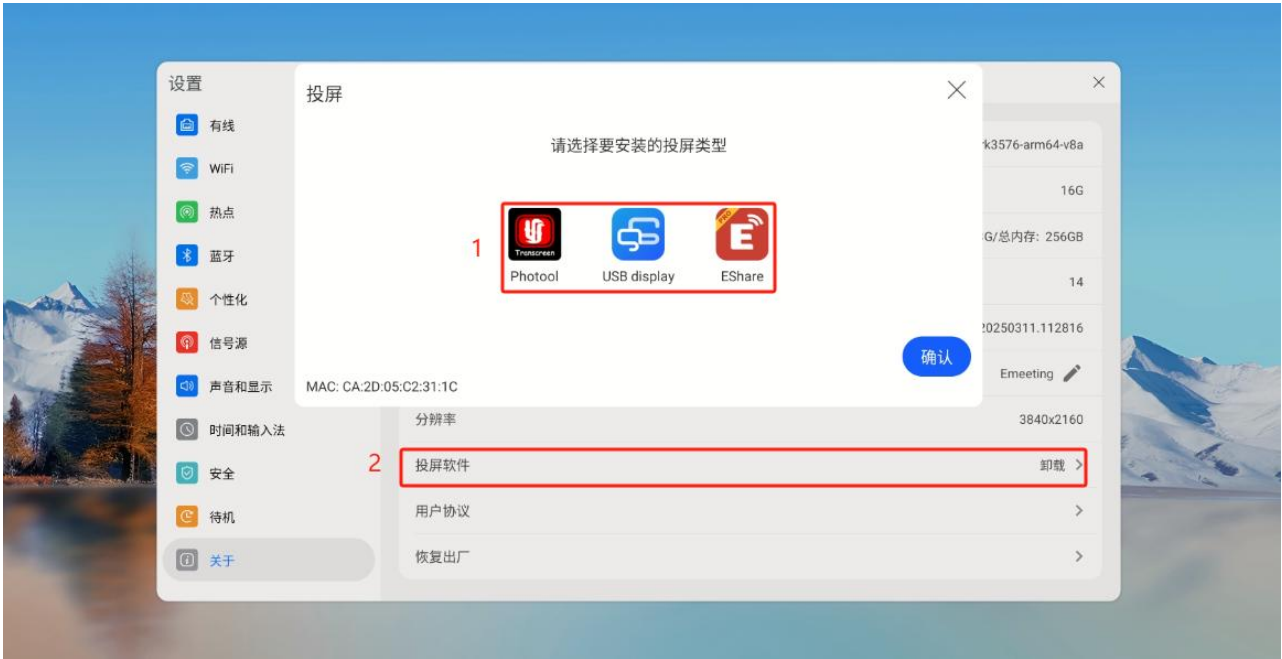 设置
有线
WiFi
热点
蓝牙
个性化
信号源
声音和显示
时间和输入法
安全
待机
关于
投屏
请选择要安装的投屏类型
1
Transcreen
Photool
USB display
PRO
E
EShare
确认
MAC: CA:2D:05:C2:31:1C
rk3576-arm64-v8a
16G
G/总内存: 256GB
14
20250311.112816
Emeeting
分辨率 3840x2160
2
投屏软件 卸载
用户协议
恢复出厂